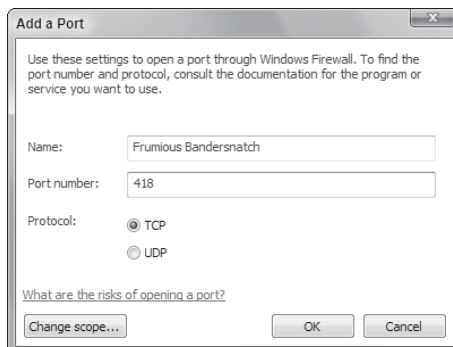 Add a Port
Use these settings to open a port through Windows Firewall. To find the
port number and protocol, consult the documentation for the program or
service you want to use.
Name: Frumious Bandersnatch
Port number: 418
Protocol: TCP
UDP
What are the risks of opening a port?
Change scope... OK Cancel